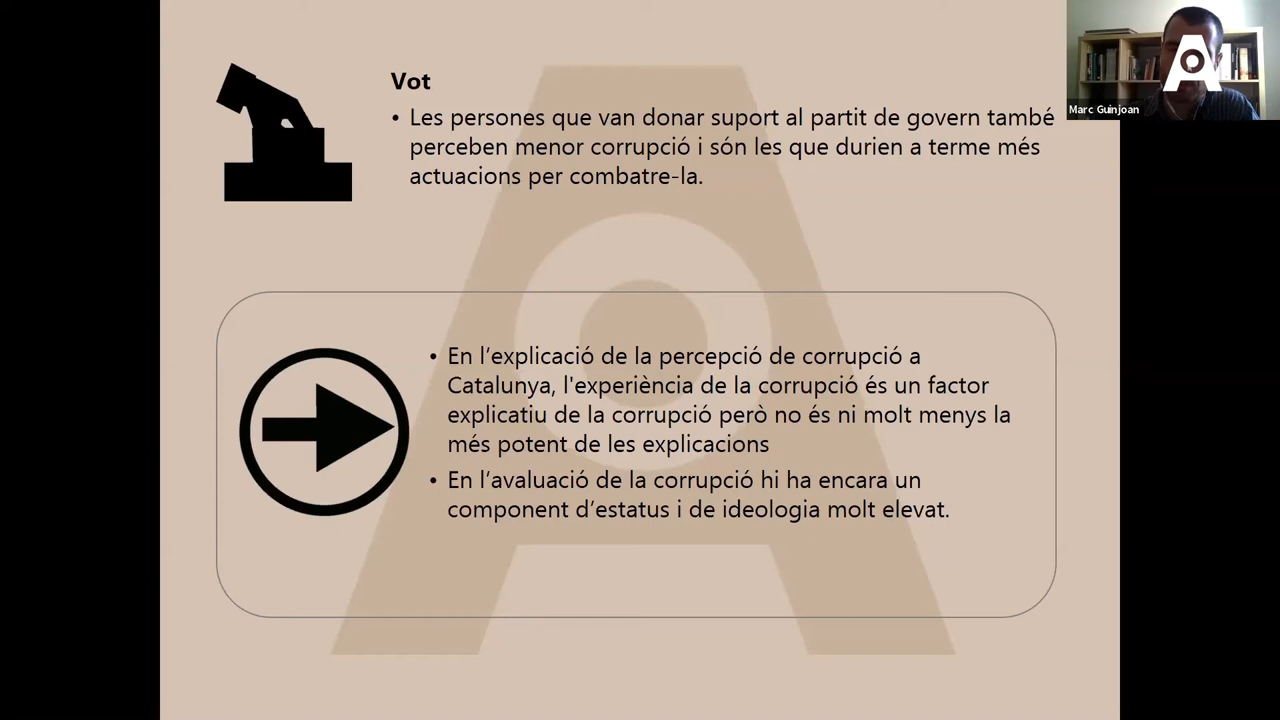 Vot
• Les persones que van donar suport al partit de govern també
perceben menor corrupció i són les que durien a terme més
actuacions per combatre-la.
• En l’explicació de la percepció de corrupció a
Catalunya, l'experiència de la corrupció és un factor
explicatiu de la corrupció però no és ni molt menys la
més potent de les explicacions
• En l’avaluació de la corrupció hi ha encara un
component d’estatus i de ideologia molt elevat.
Marc Guinjoan